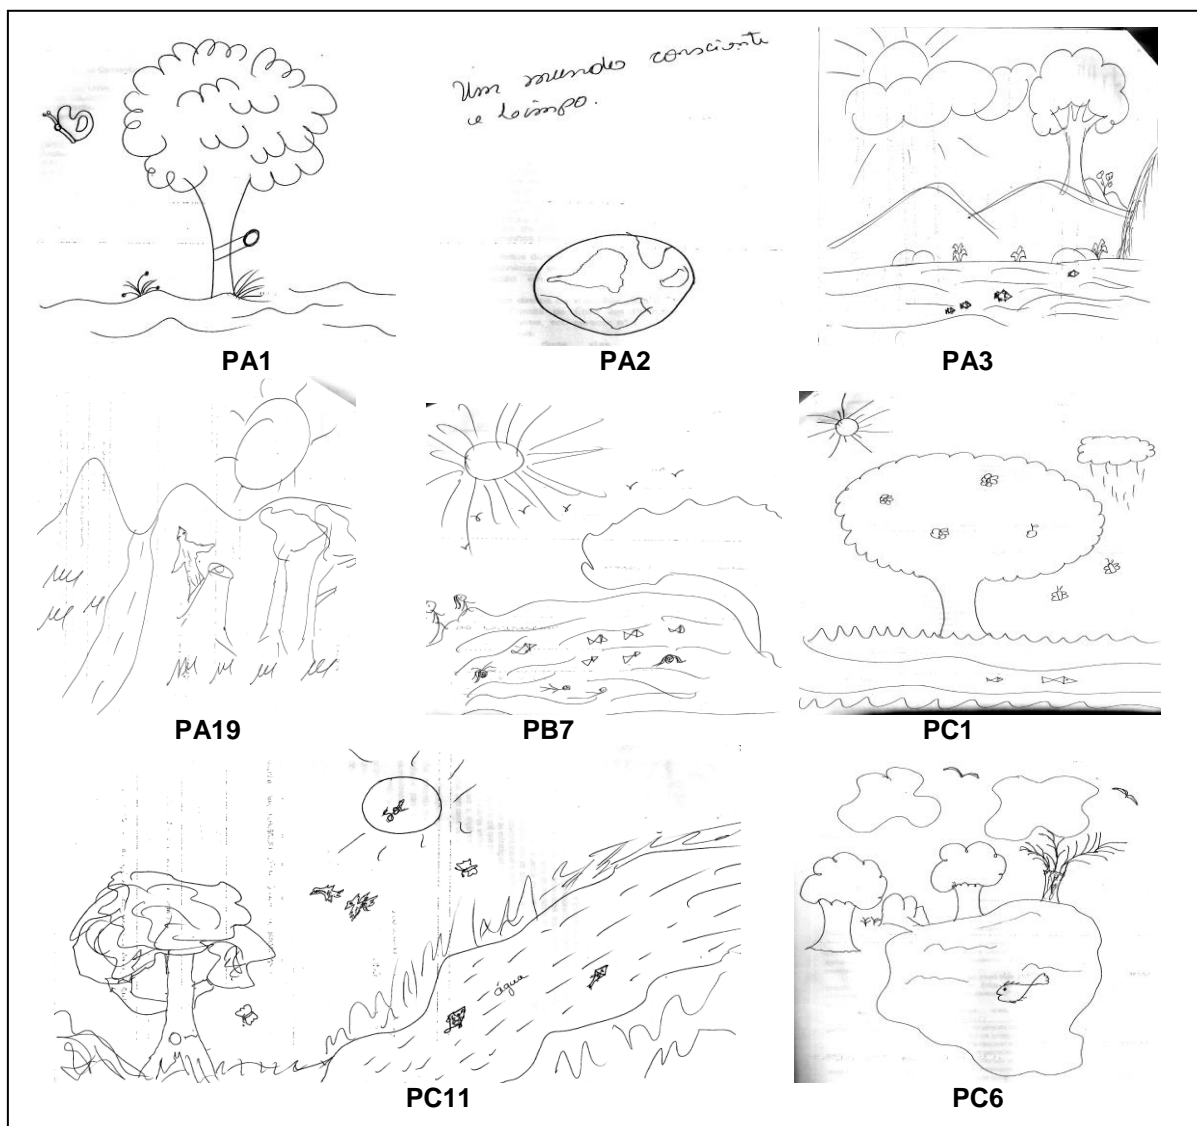 Um mundo consciente
e limpo.
PA1
PA2
PA3
PA19
PB7
PC1
Sol
água
PC11
PC6